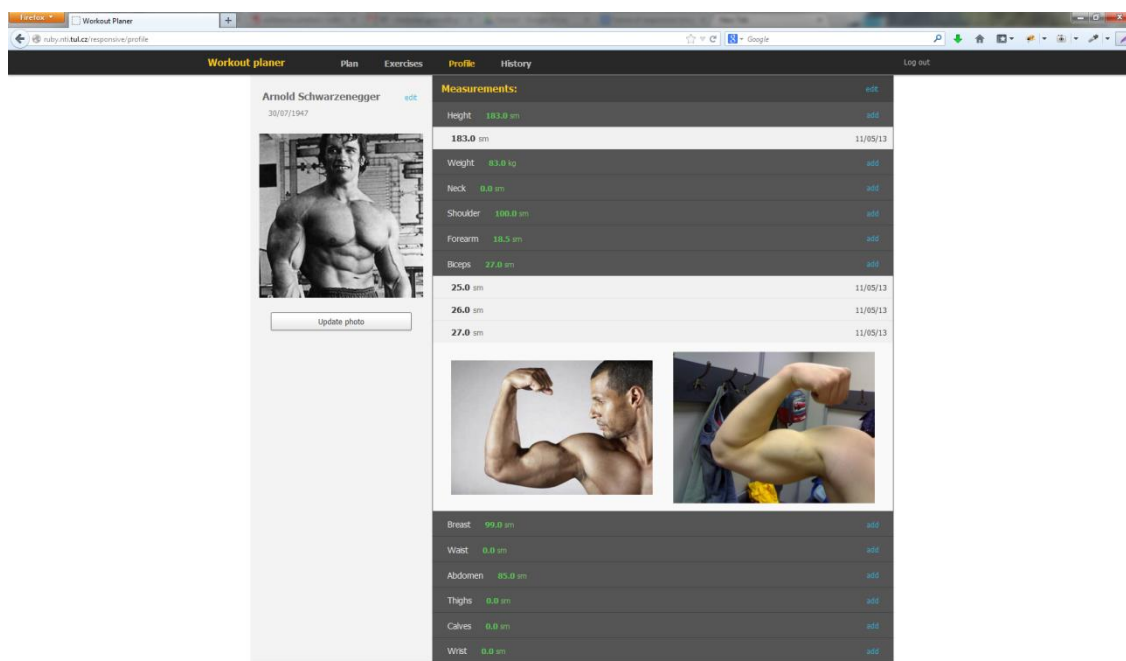 Firefox
Workout Planer
New Tab
ruby.nti.tul.cz/responsive/profile
Google
Workout planer Plan Exercises Profile History Log out
Arnold Schwarzenegger edit
30/07/1947
Update photo
Measurements: edit
Height 183.0 sm add
183.0 sm 11/05/13
Weight 83.0 kg add
Neck 0.0 sm add
Shoulder 100.0 sm add
Forearm 18.5 sm add
Biceps 27.0 sm add
25.0 sm 11/05/13
26.0 sm 11/05/13
27.0 sm 11/05/13
Breast 99.0 sm add
Waist 0.0 sm add
Abdomen 85.0 sm add
Thighs 0.0 sm add
Calves 0.0 sm add
Wrist 0.0 sm add